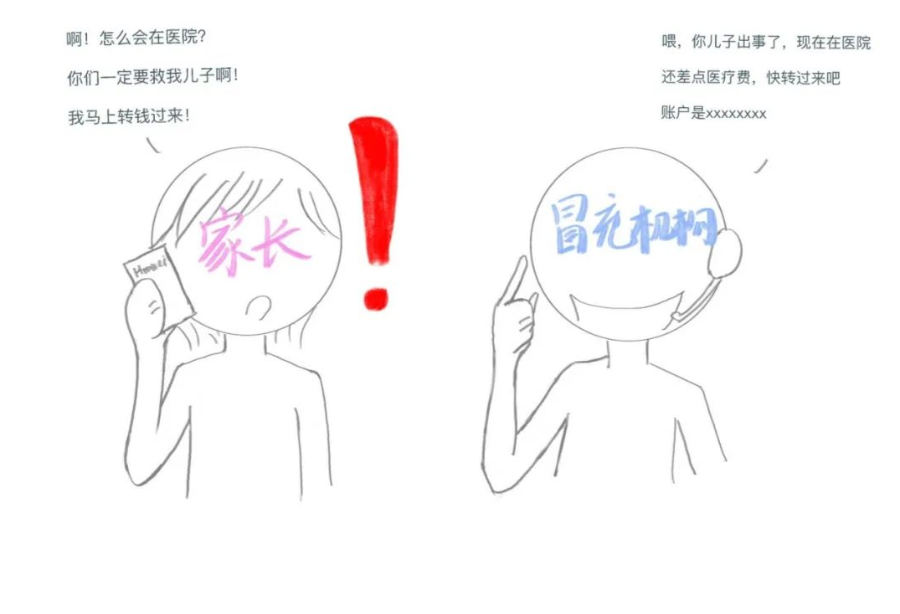 啊！怎么会在医院？
你们一定要救我儿子啊！
我马上转钱过来！
喂，你儿子出事了，现在在医院
还差点医疗费，快转过来吧
账户是xxxxxxxx
家长
冒充机构